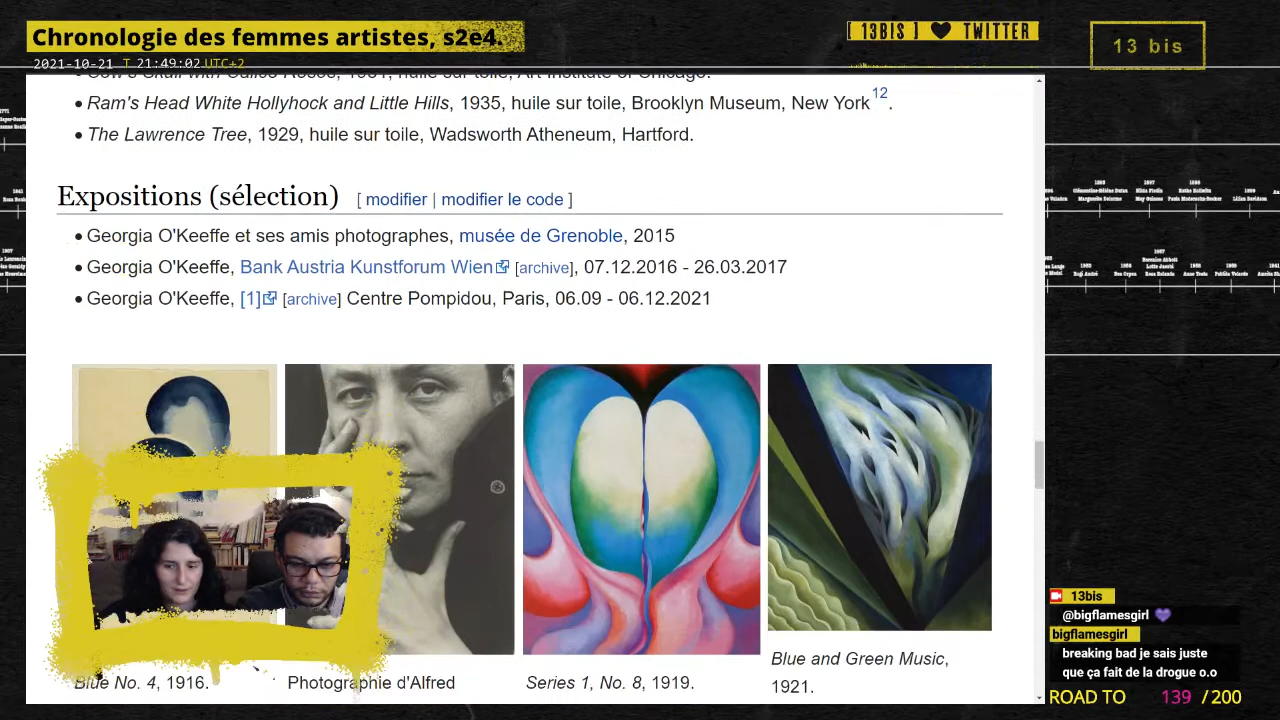 Chronologie des femmes artistes, s2e4.
2021-10-21 T 21:49:02 UTC+2
[ 13BIS ] ♥ TWITTER
13 bis
• Ram's Head White Hollyhock and Little Hills, 1935, huile sur toile, Brooklyn Museum, New York 12.
• The Lawrence Tree, 1929, huile sur toile, Wadsworth Atheneum, Hartford.
Expositions (sélection) [ modifier | modifier le code ]
• Georgia O'Keeffe et ses amis photographes, musée de Grenoble, 2015
• Georgia O'Keeffe, Bank Austria Kunstforum Wien [archive], 07.12.2016 - 26.03.2017
• Georgia O'Keeffe, [1] [archive] Centre Pompidou, Paris, 06.09 - 06.12.2021
Blue No. 4, 1916.
Photographie d'Alfred
Series 1, No. 8, 1919.
Blue and Green Music,
1921.
13bis
@bigflamesgirl 💜
bigflamesgirl
breaking bad je sais juste
que ça fait de la drogue o.o
ROAD TO 139 / 200